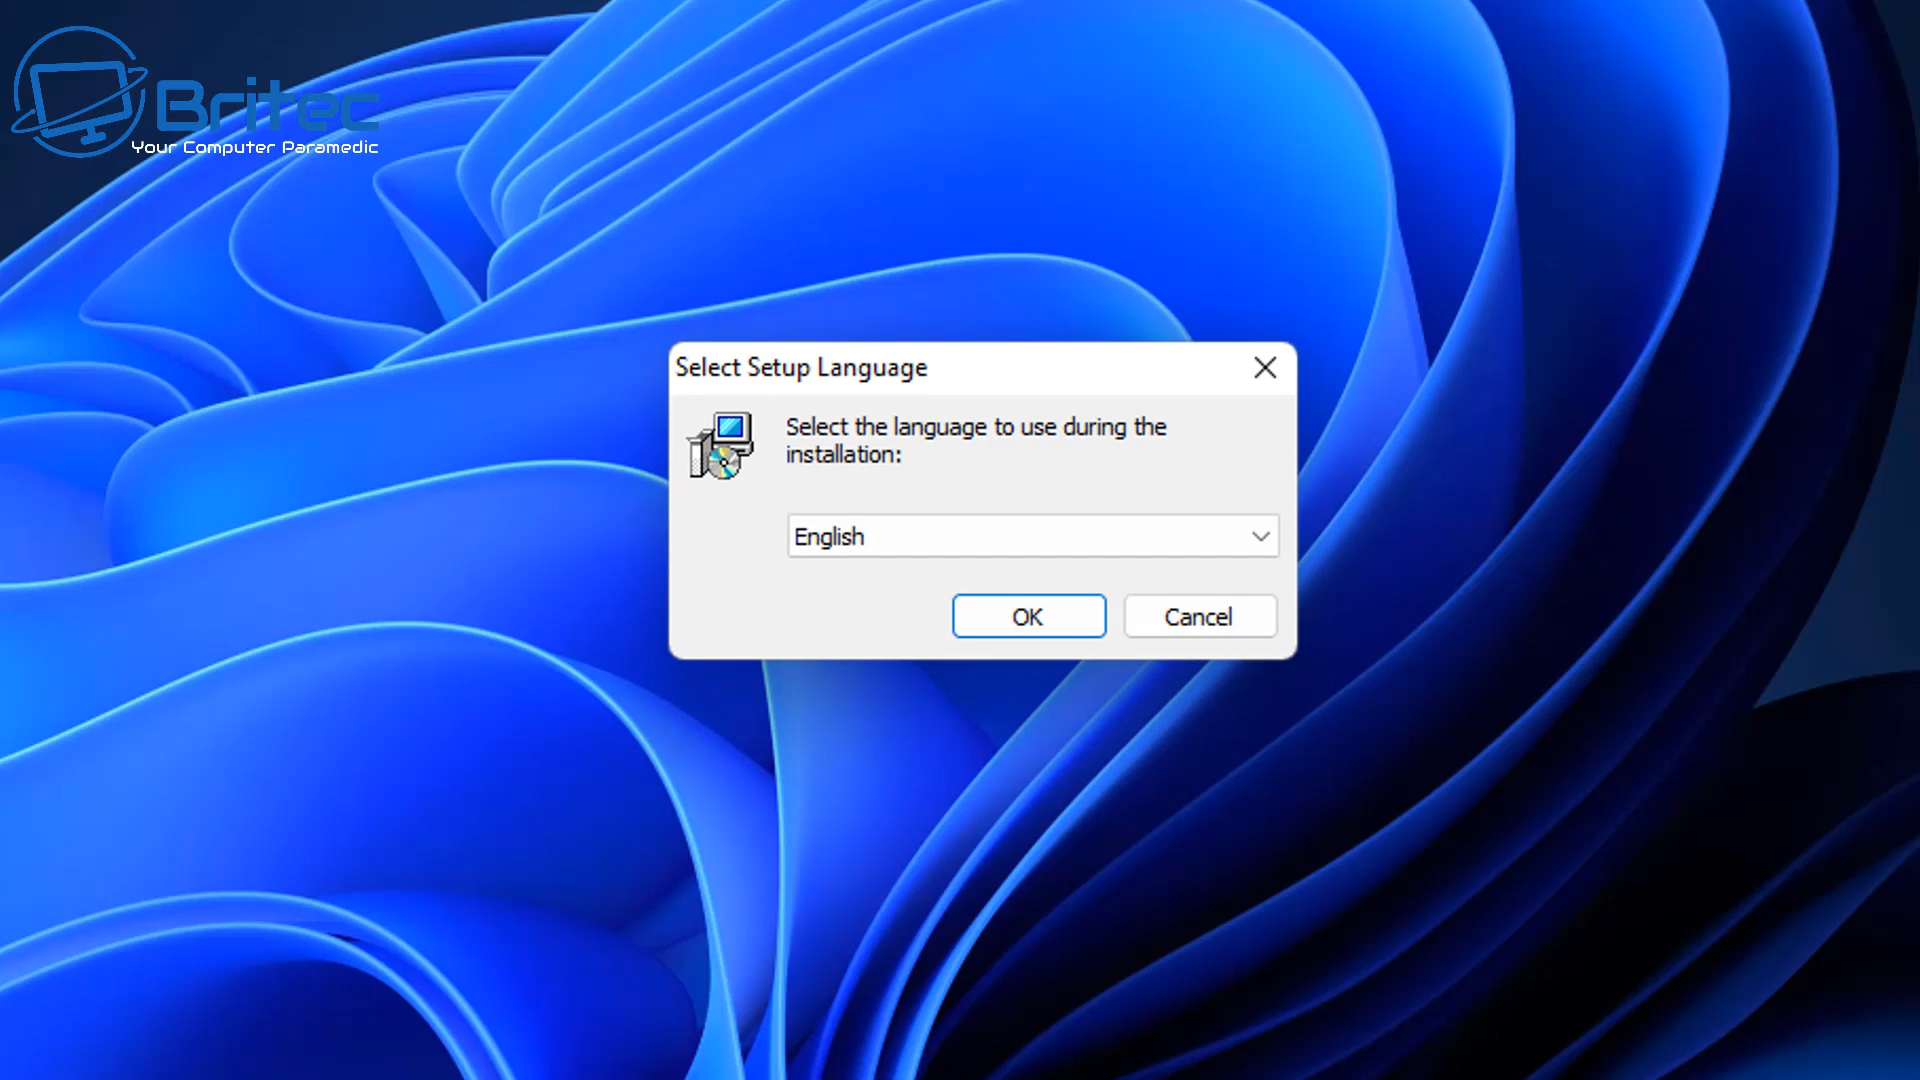 Britec
Your Computer Paramedic
Select Setup Language
Select the language to use during the
installation:
English
OK
Cancel